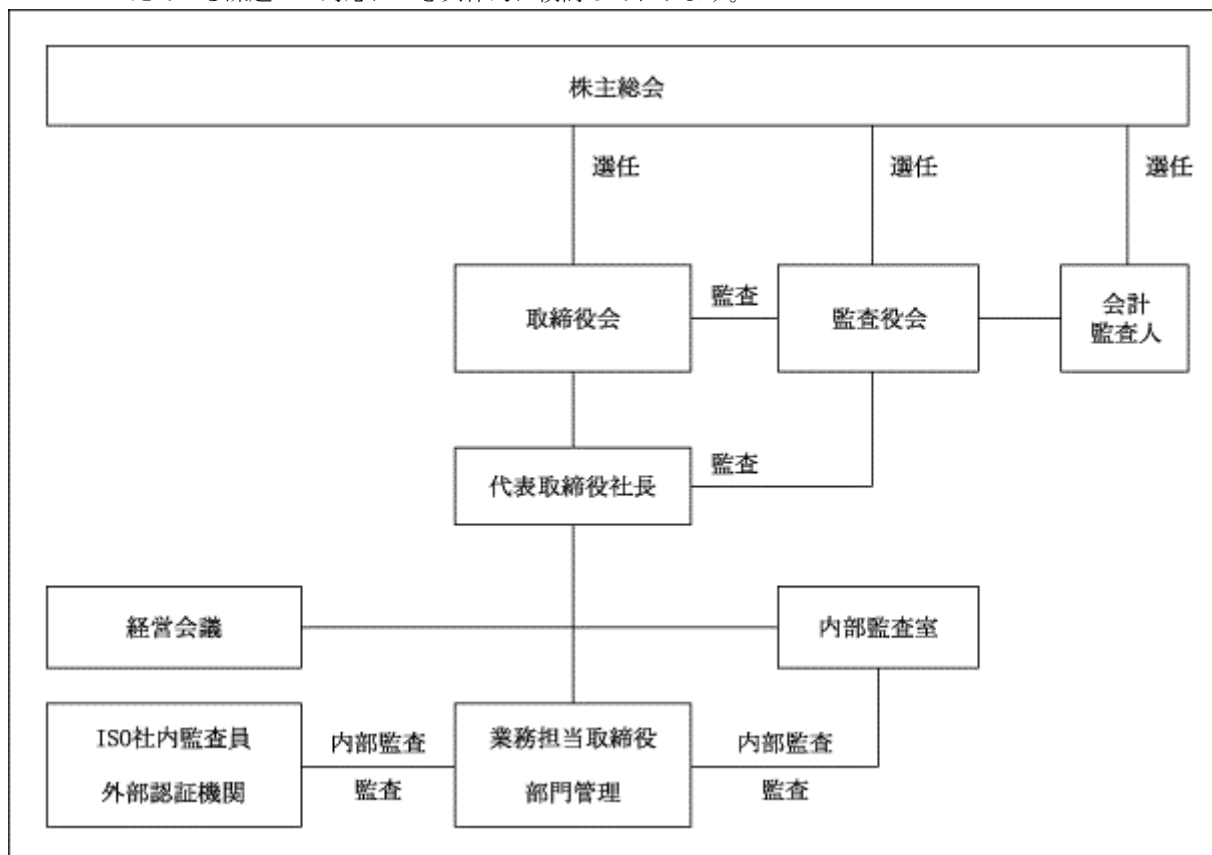 株主総会
選任
選任
選任
取締役会
監査
監査役会
会計
監査人
代表取締役社長
監査
経営会議
内部監査室
ISO社内監査員
外部認証機関
内部監査
監査
業務担当取締役
部門管理
内部監査
監査